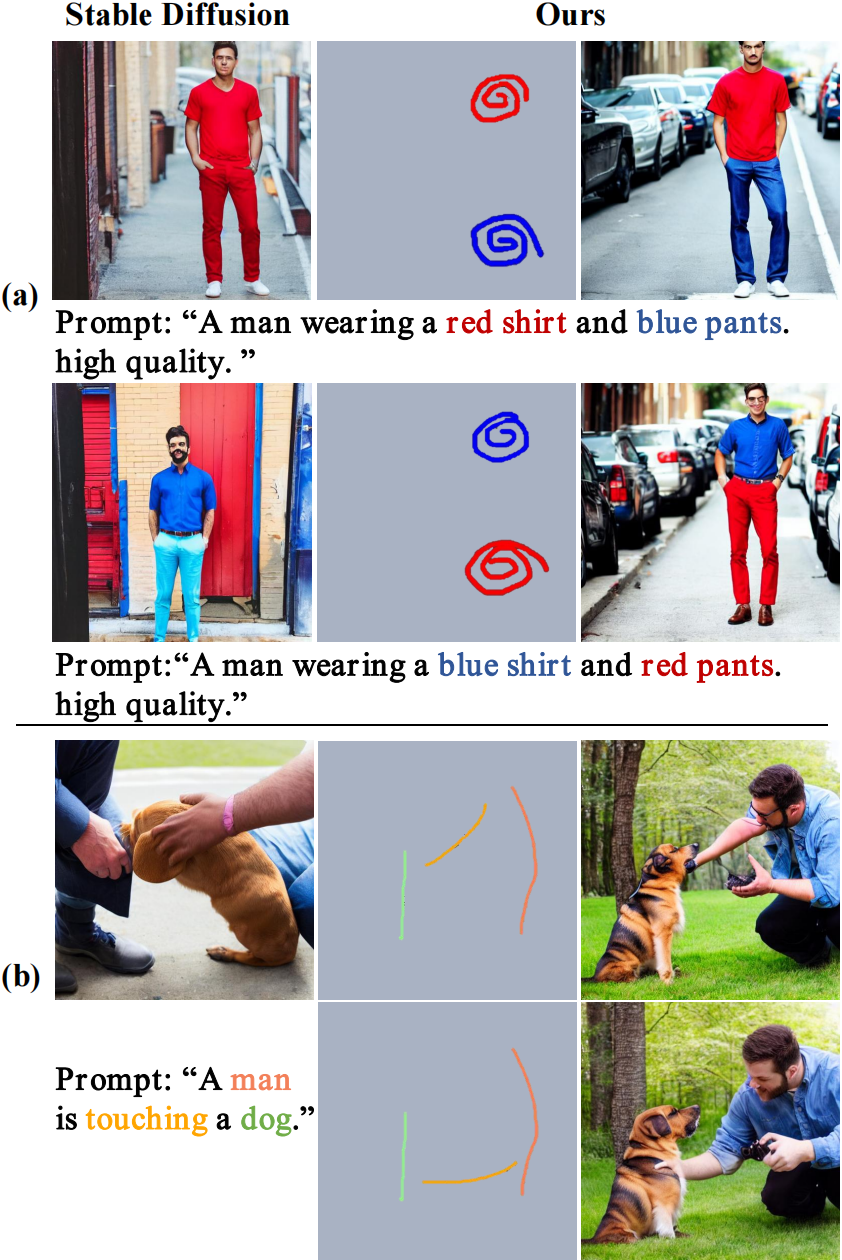 Stable Diffusion
Ours
(a)
Prompt: “A man wearing a red shirt and blue pants.
high quality. ”
Prompt:“A man wearing a blue shirt and red pants.
high quality.”
(b)
Prompt: “A man
is touching a dog.”